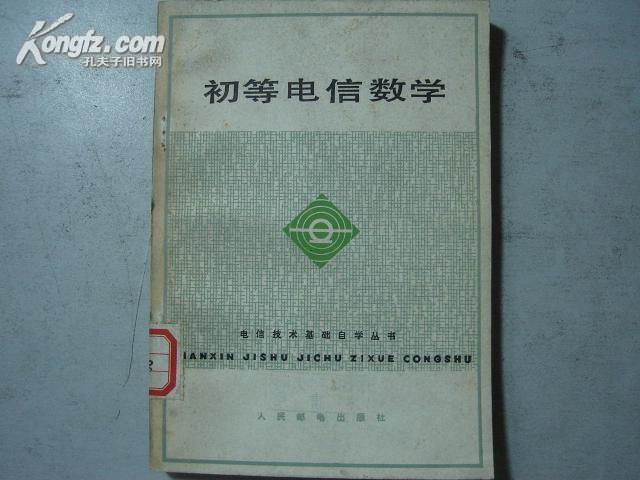 Kongfz.com
孔夫子旧书网
初等电信数学
电信技术基础自学丛书
IANXIN JISHU JICHU ZIXUE CONGSHU
人民邮电出版社